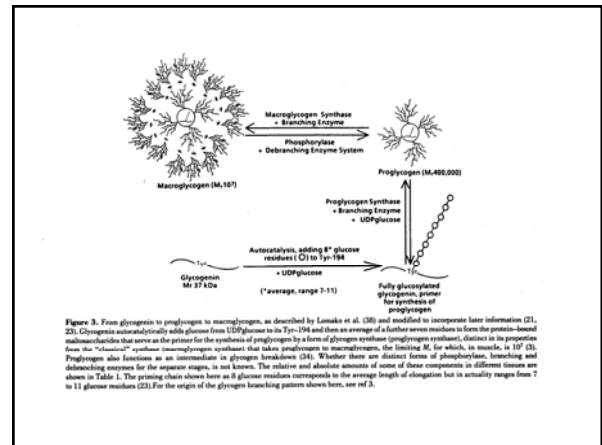 Macroglycogen Synthase
+ Branching Enzyme
Phosphorylase
+ Debranching Enzyme System
Macroglycogen (Mr10⁷)
Proglycogen (Mr400,000)
Proglycogen Synthase
+ Branching Enzyme
+ UDPglucose
Autocatalysis, adding 8* glucose
residues (O) to Tyr-194
+ UDPglucose
(*average, range 7-11)
Tyr
Glycogenin
Mr 37 kDa
Tyr
Fully glucosylated
glycogenin, primer
for synthesis of
proglycogen
Figure 3. From glycogenin to proglycogen to macroglycogen, as described by Lomako et al. (38) and modified to incorporate later information (21,
23). Glycogenin autocatalytically adds glucose from UDPglucose to its Tyr-194 and then an average of a further seven residues to form the protein-bound
maltosaccharides that serve as the primer for the synthesis of proglycogen by a form of glycogen synthase (proglycogen synthase), distinct in its properties
from the "classical" synthase (macroglycogen synthase) that takes proglycogen to macroglycogen, the limiting Mr for which, in muscle, is 10⁷ (3).
Proglycogen also functions as an intermediate in glycogen breakdown (34). Whether there are distinct forms of phosphorylase, branching and
debranching enzymes for the separate stages, is not known. The relative and absolute amounts of some of these components in different tissues are
shown in Table 1. The priming chain shown here as 8 glucose residues corresponds to the average length of elongation but in actuality ranges from 7
to 11 glucose residues (23).For the origin of the glycogen branching pattern shown here, see ref 3.